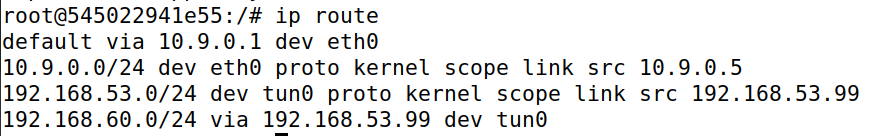 root@545022941e55:/# ip route
default via 10.9.0.1 dev eth0
10.9.0.0/24 dev eth0 proto kernel scope link src 10.9.0.5
192.168.53.0/24 dev tun0 proto kernel scope link src 192.168.53.99
192.168.60.0/24 via 192.168.53.99 dev tun0